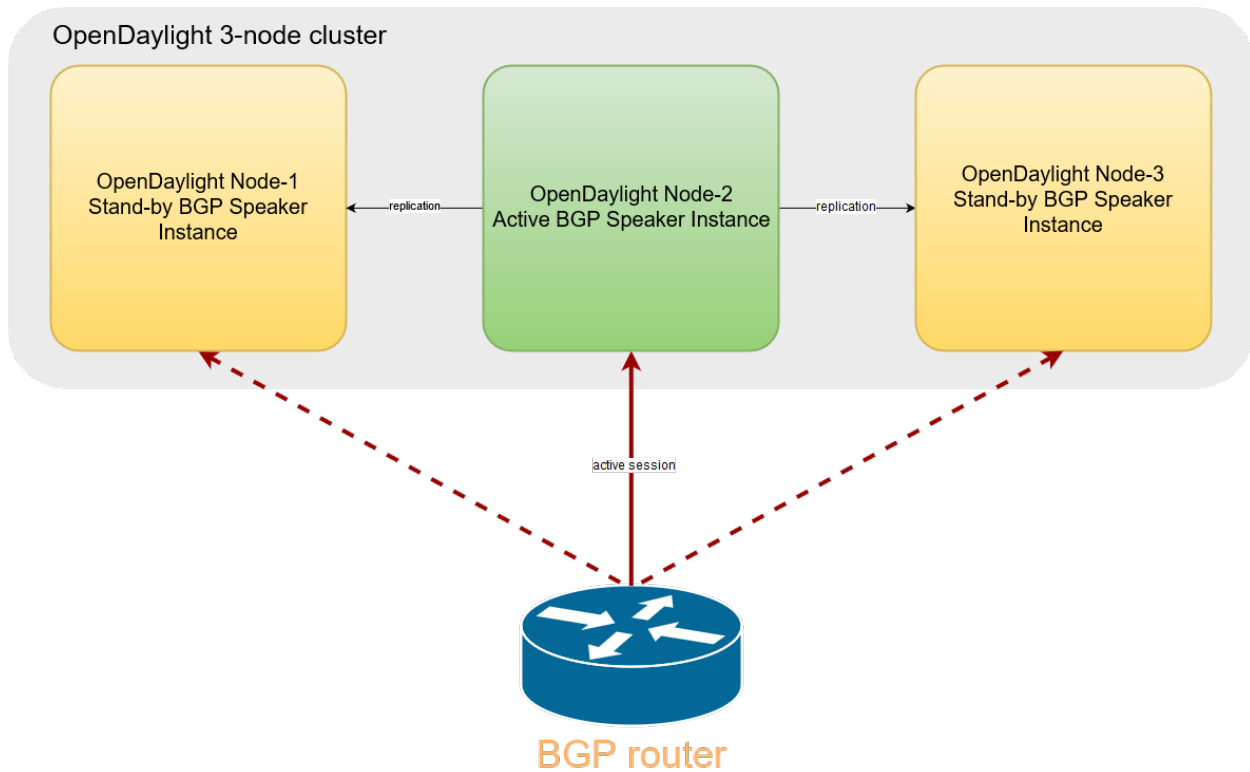 OpenDaylight 3-node cluster
OpenDaylight Node-1
Stand-by BGP Speaker
Instance
replication
OpenDaylight Node-2
Active BGP Speaker Instance
replication
OpenDaylight Node-3
Stand-by BGP Speaker
Instance
active session
BGP router